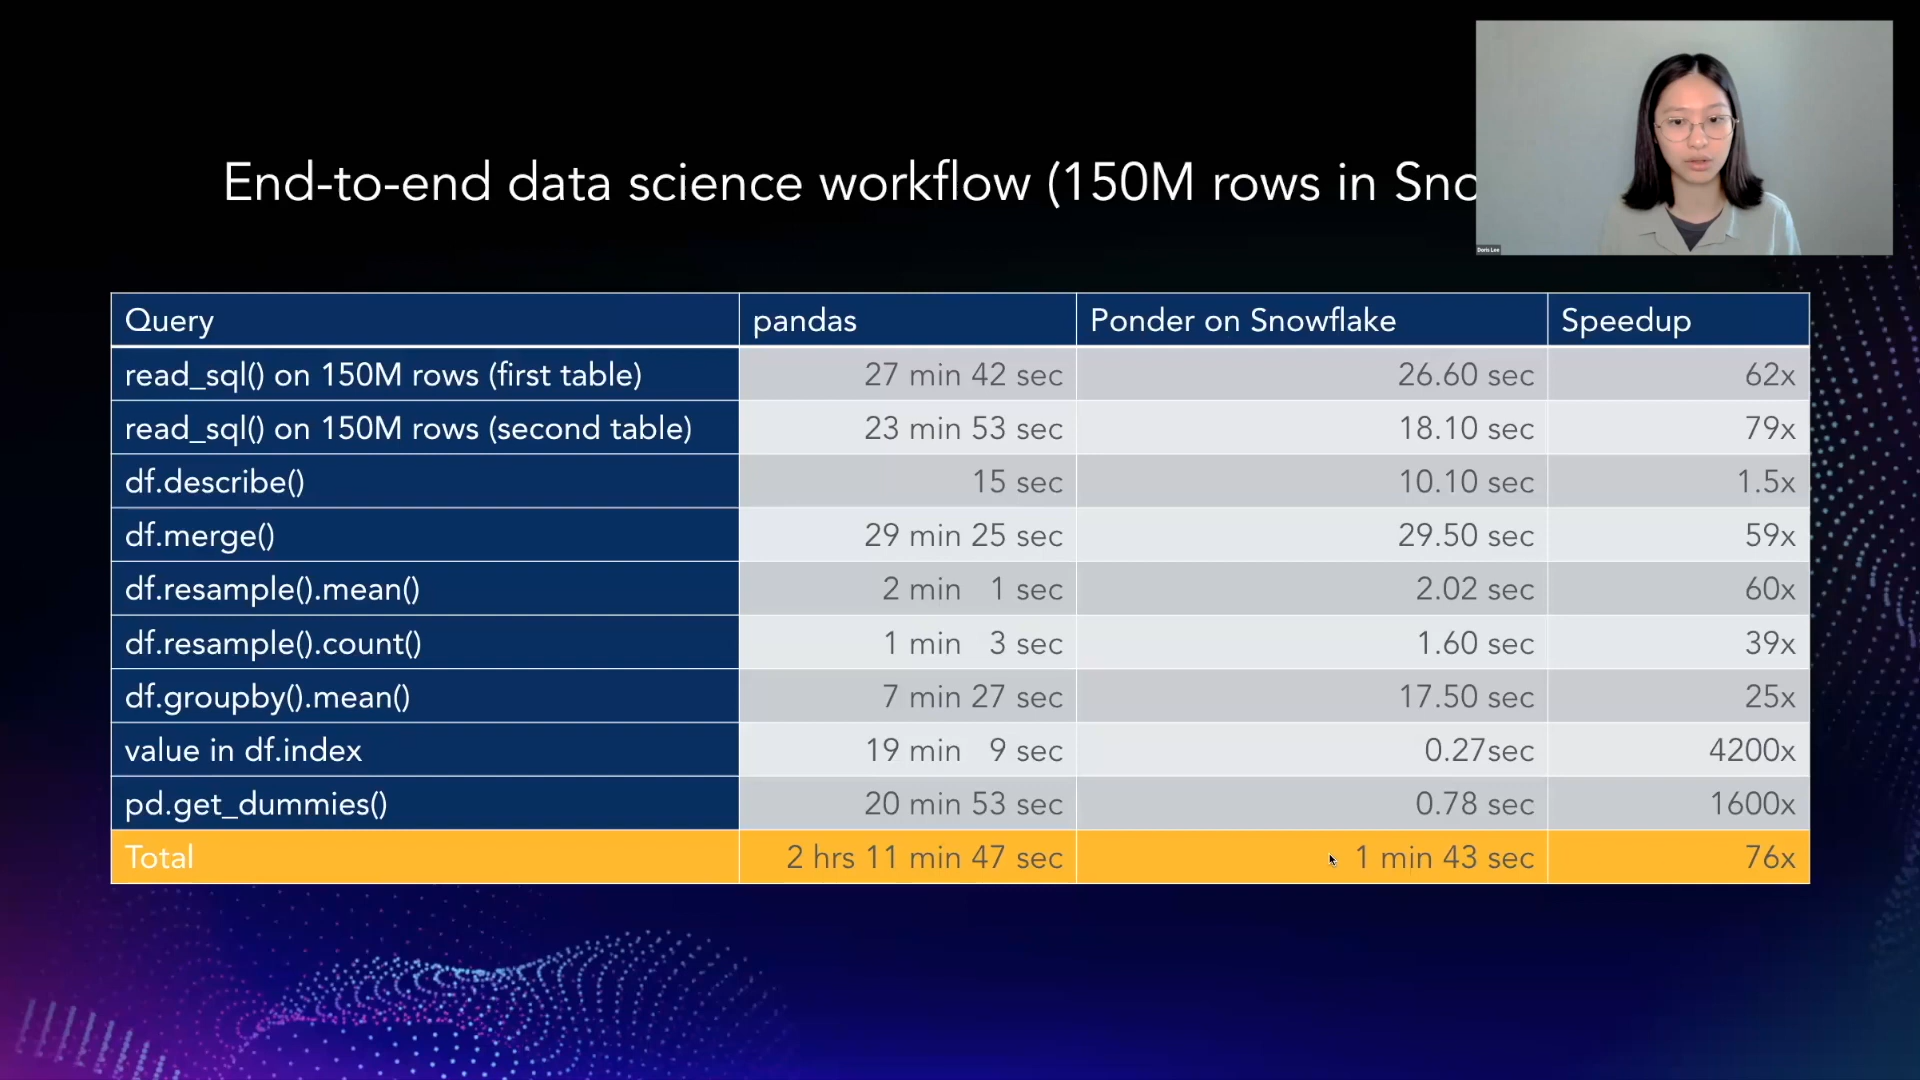 End-to-end data science workflow (150M rows in Sno
Doris Lee
Query pandas Ponder on Snowflake Speedup
read_sql() on 150M rows (first table) 27 min 42 sec 26.60 sec 62x
read_sql() on 150M rows (second table) 23 min 53 sec 18.10 sec 79x
df.describe() 15 sec 10.10 sec 1.5x
df.merge() 29 min 25 sec 29.50 sec 59x
df.resample().mean() 2 min 1 sec 2.02 sec 60x
df.resample().count() 1 min 3 sec 1.60 sec 39x
df.groupby().mean() 7 min 27 sec 17.50 sec 25x
value in df.index 19 min 9 sec 0.27sec 4200x
pd.get_dummies() 20 min 53 sec 0.78 sec 1600x
Total 2 hrs 11 min 47 sec 1 min 43 sec 76x